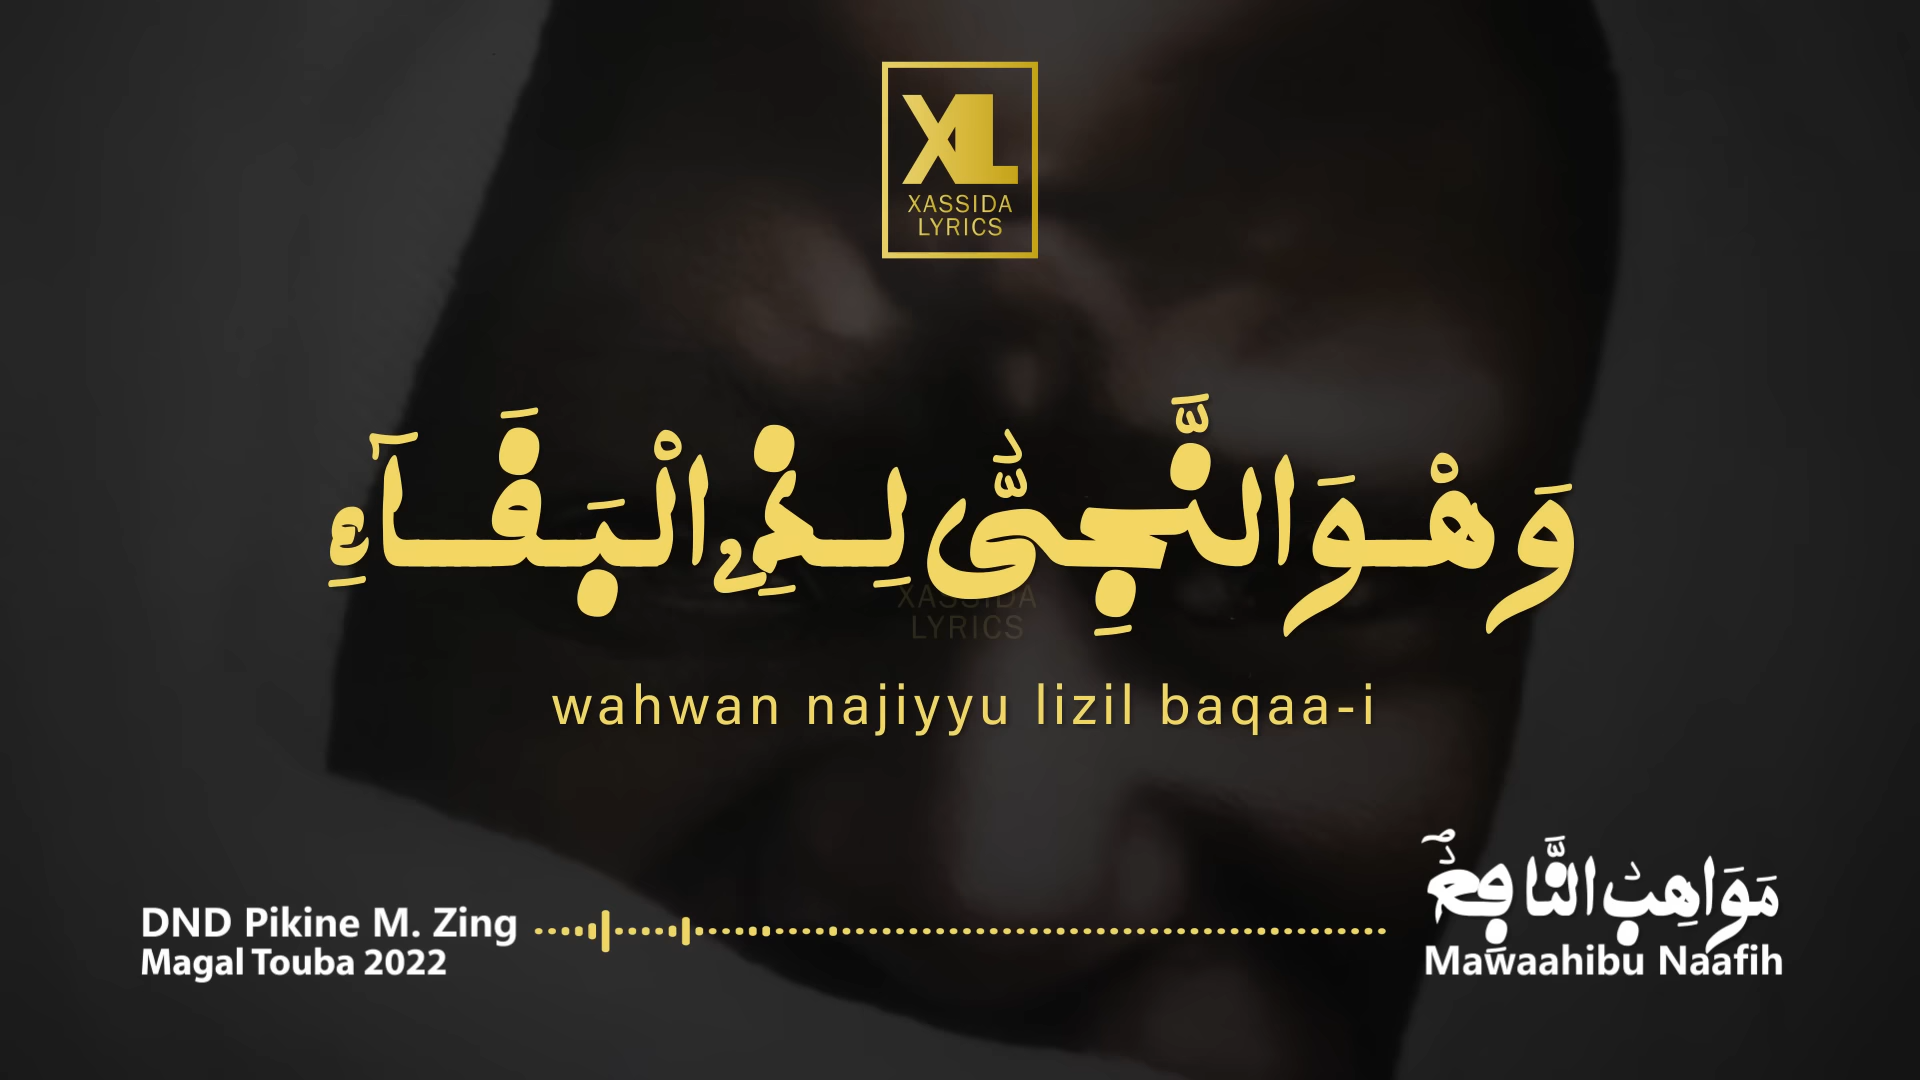 XL
XASSIDA
LYRICS
وَهْوَ النَّجِىُّ لِذِے الْبَقَآءِ
XASSIDA
LYRICS
wahwan najiyyu lizil baqaa-i
DND Pikine M. Zing
Magal Touba 2022
مَوَاهِبُ النَّافِعْ
Mawaahibu Naafih